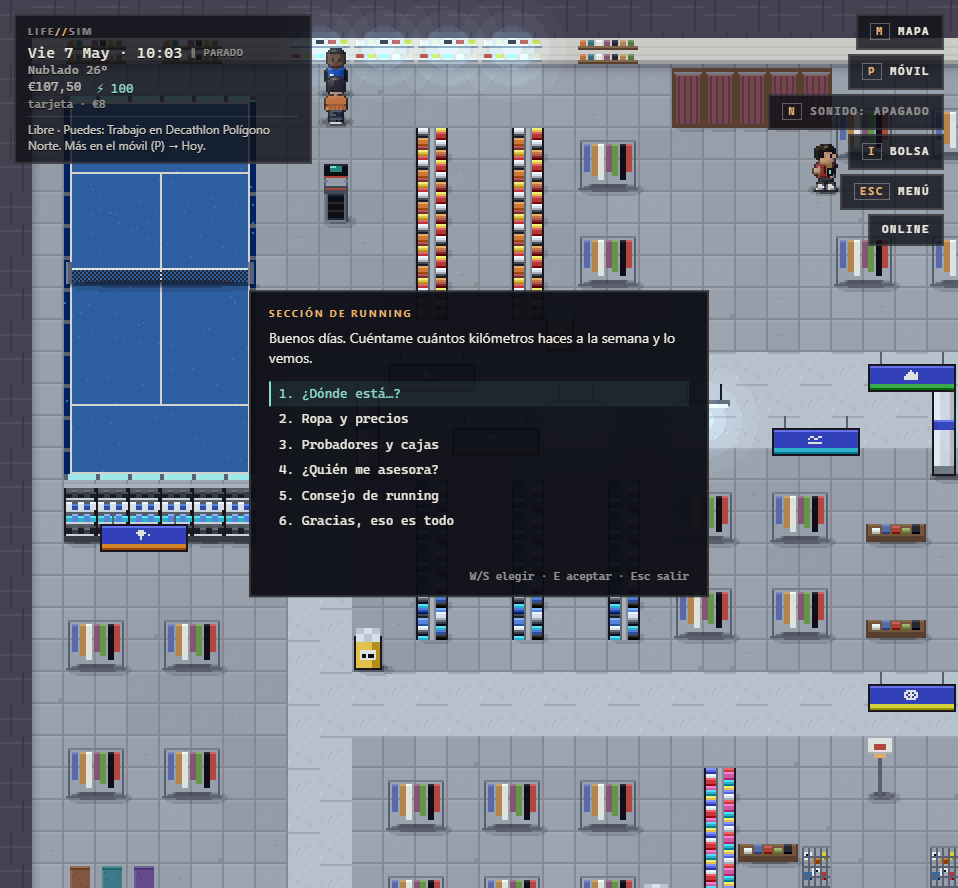 LIFE//SIM
Vie 7 May · 10:03 ‖ PARADO
Nublado 26º
€107,50 ⚡ 100
tarjeta · €8
Libre · Puedes: Trabajo en Decathlon Polígono
Norte. Más en el móvil (P) → Hoy.
M MAPA
P MÓVIL
N SONIDO: APAGADO
I BOLSA
ESC MENÚ
ONLINE
SECCIÓN DE RUNNING
Buenos días. Cuéntame cuántos kilómetros haces a la semana y lo
vemos.
1. ¿Dónde está…?
2. Ropa y precios
3. Probadores y cajas
4. ¿Quién me asesora?
5. Consejo de running
6. Gracias, eso es todo
W/S elegir · E aceptar · Esc salir